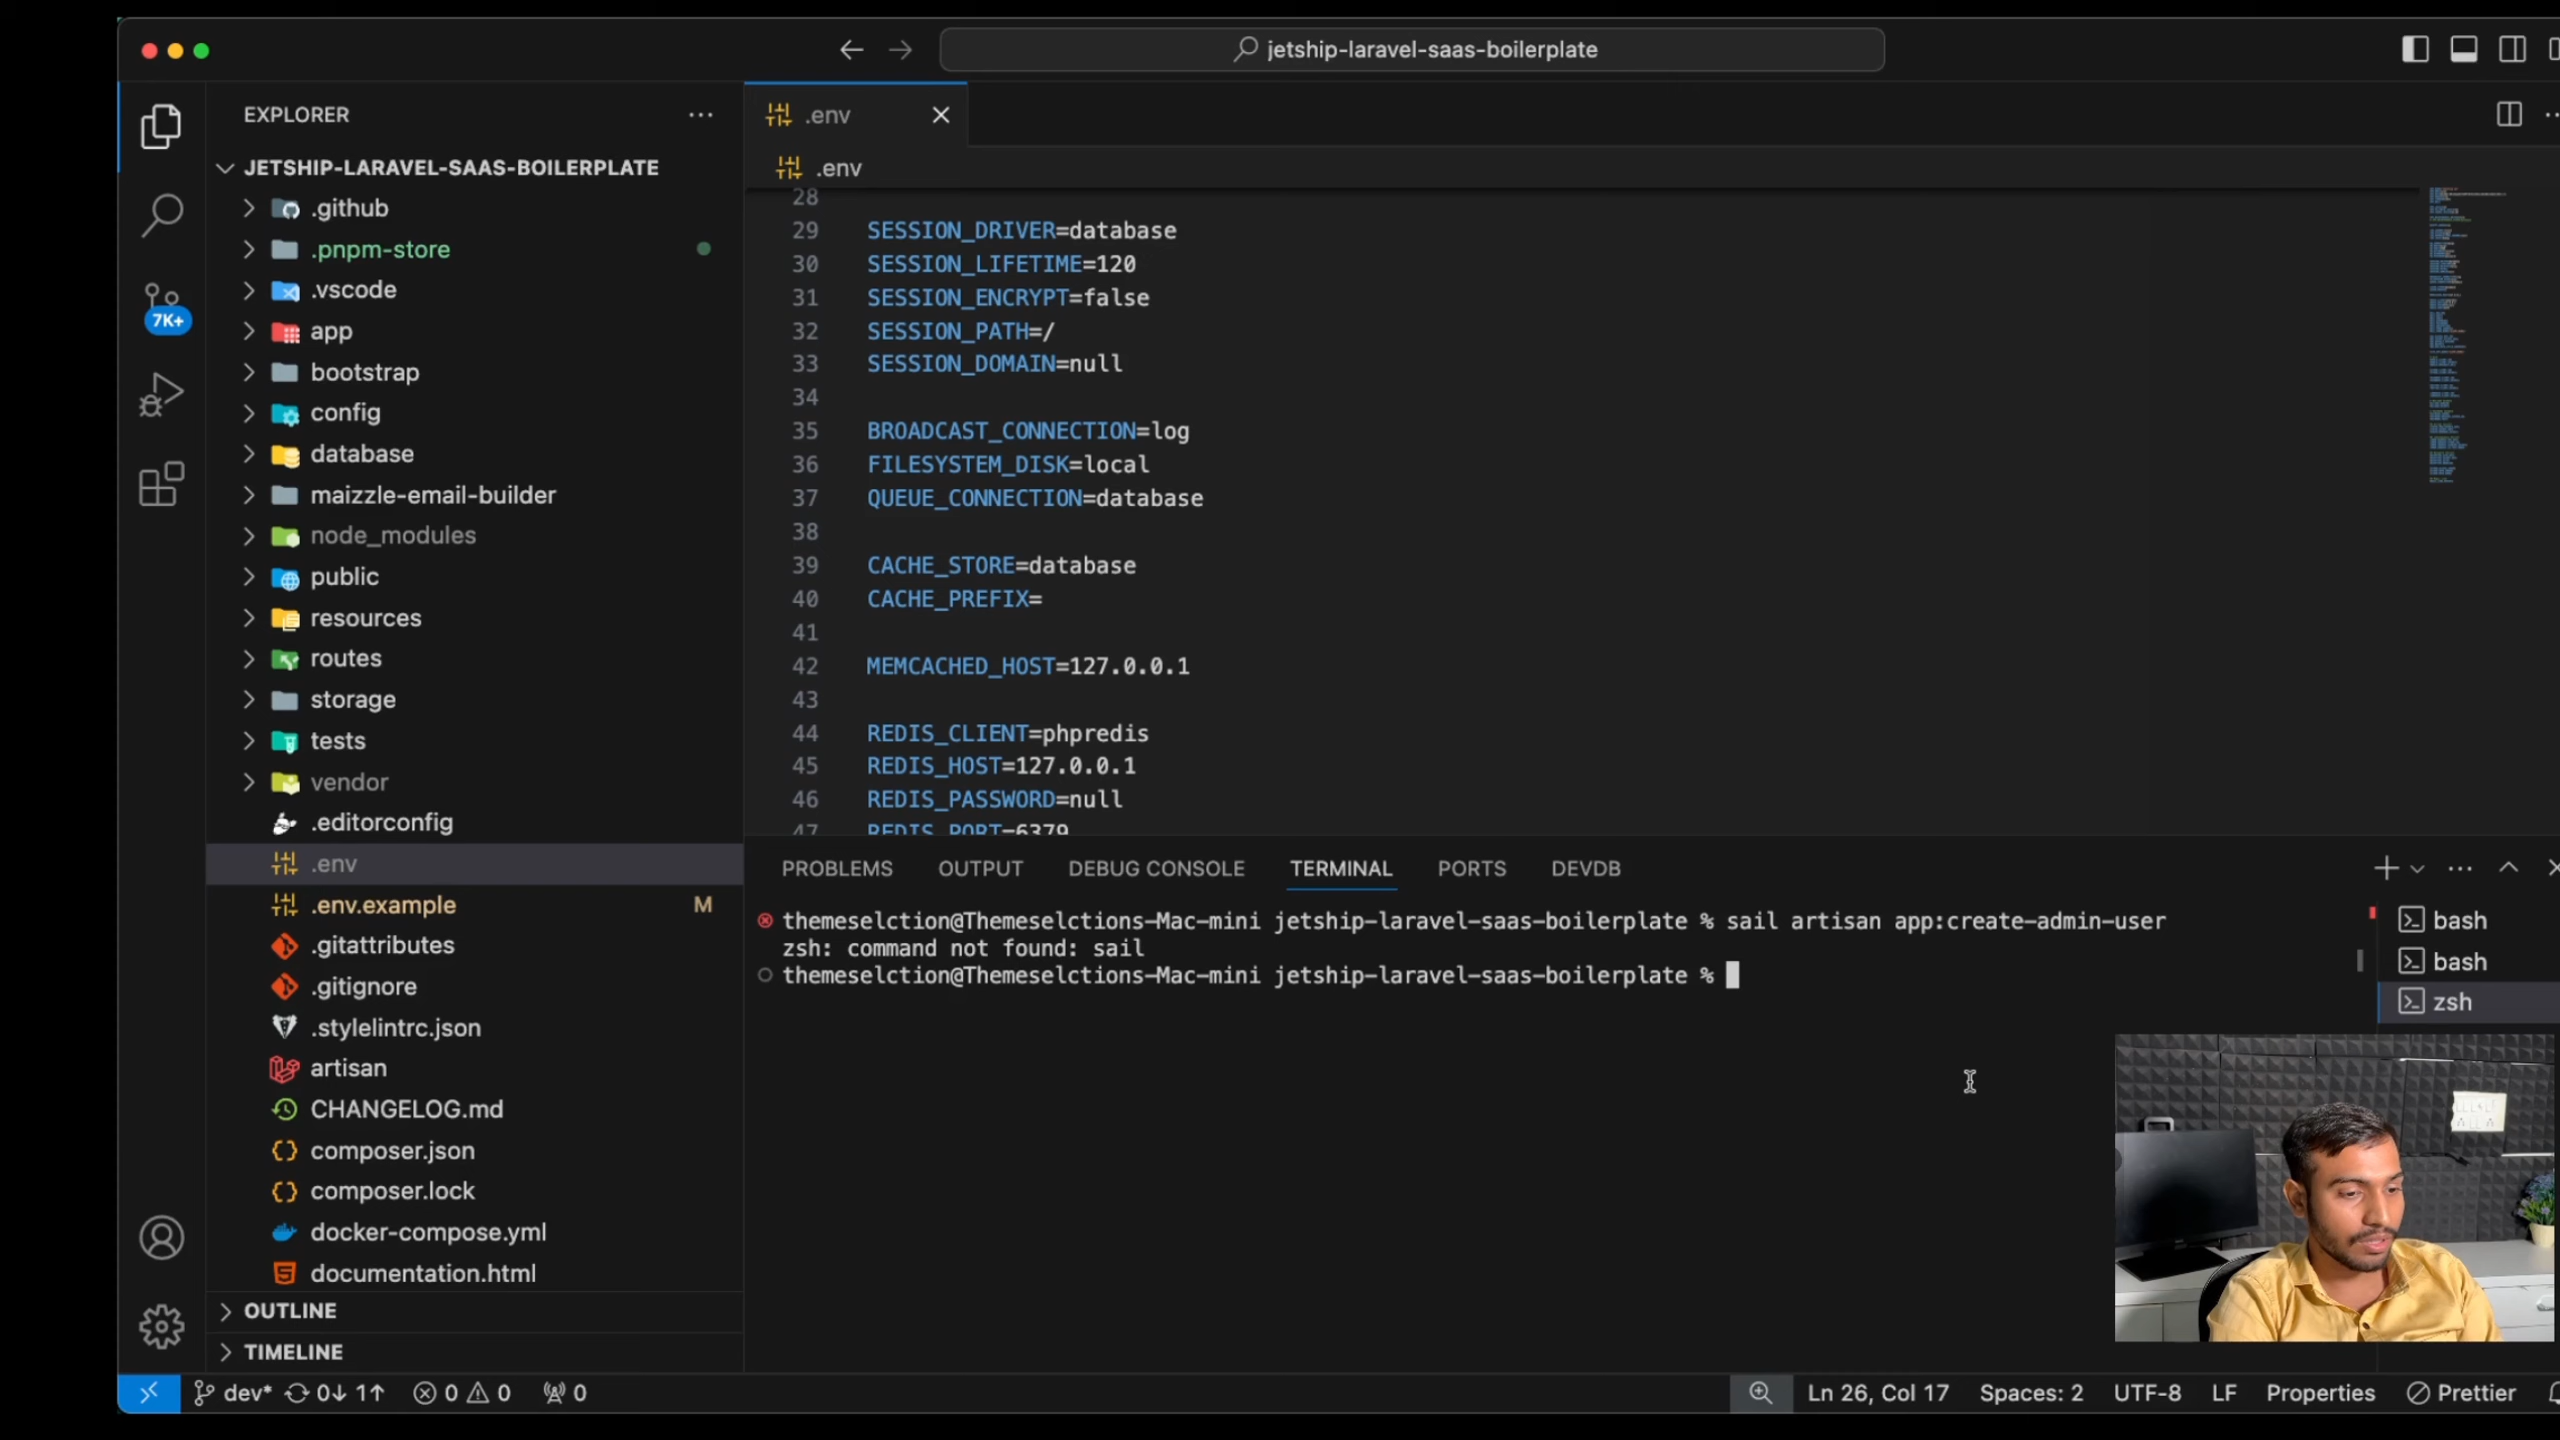 jetship-laravel-saas-boilerplate
EXPLORER
JETSHIP-LARAVEL-SAAS-BOILERPLATE
.github
.pnpm-store
.vscode
7K+
app
bootstrap
config
database
maizzle-email-builder
node_modules
public
resources
routes
storage
tests
vendor
.editorconfig
.env
.env.example M
.gitattributes
.gitignore
.stylelintrc.json
artisan
CHANGELOG.md
composer.json
composer.lock
docker-compose.yml
documentation.html
OUTLINE
TIMELINE
.env
.env
28
29 SESSION_DRIVER=database
30 SESSION_LIFETIME=120
31 SESSION_ENCRYPT=false
32 SESSION_PATH=/
33 SESSION_DOMAIN=null
34
35 BROADCAST_CONNECTION=log
36 FILESYSTEM_DISK=local
37 QUEUE_CONNECTION=database
38
39 CACHE_STORE=database
40 CACHE_PREFIX=
41
42 MEMCACHED_HOST=127.0.0.1
43
44 REDIS_CLIENT=phpredis
45 REDIS_HOST=127.0.0.1
46 REDIS_PASSWORD=null
47 REDIS_PORT=6379
PROBLEMS OUTPUT DEBUG CONSOLE TERMINAL PORTS DEVDB
themeselction@Themeselctions-Mac-mini jetship-laravel-saas-boilerplate % sail artisan app:create-admin-user
zsh: command not found: sail
themeselction@Themeselctions-Mac-mini jetship-laravel-saas-boilerplate %
bash
bash
zsh
dev* 0↓ 1↑ 0 0 0 Ln 26, Col 17 Spaces: 2 UTF-8 LF Properties Prettier